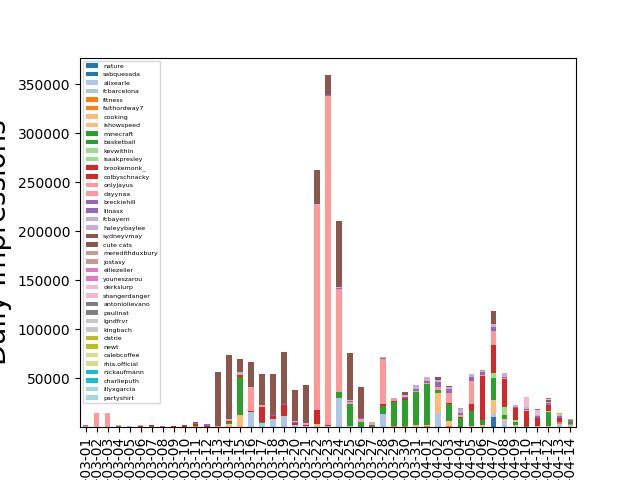 350000
300000
250000
200000
150000
100000
50000
Daily Impressions
nature
sabquesada
alixearle
fcbarcelona
fitness
faithordway7
cooking
ishowspeed
minecraft
basketball
kevwithin
isaakpresley
brookemonk_
colbyschnacky
onlyjayus
dayynaa
breckiehill
lilnasx
fcbayern
haleyybaylee
sydneyvmay
cute cats
meredithduxbury
jostasy
elliezeiler
youneszarou
derkslurp
shangerdanger
antoniolievano
paulinat
lgndfrvr
kingbach
dstrie
newt
calebcoffee
rhia.official
nicksaufmann
charlieputh
lilyxgarcia
partyshirt
03-01
03-02
03-03
03-04
03-05
03-06
03-07
03-08
03-09
03-10
03-11
03-12
03-13
03-14
03-15
03-16
03-17
03-18
03-19
03-20
03-21
03-22
03-23
03-24
03-25
03-26
03-27
03-28
03-29
03-30
03-31
04-01
04-02
04-03
04-04
04-05
04-06
04-07
04-08
04-09
04-10
04-11
04-12
04-13
04-14